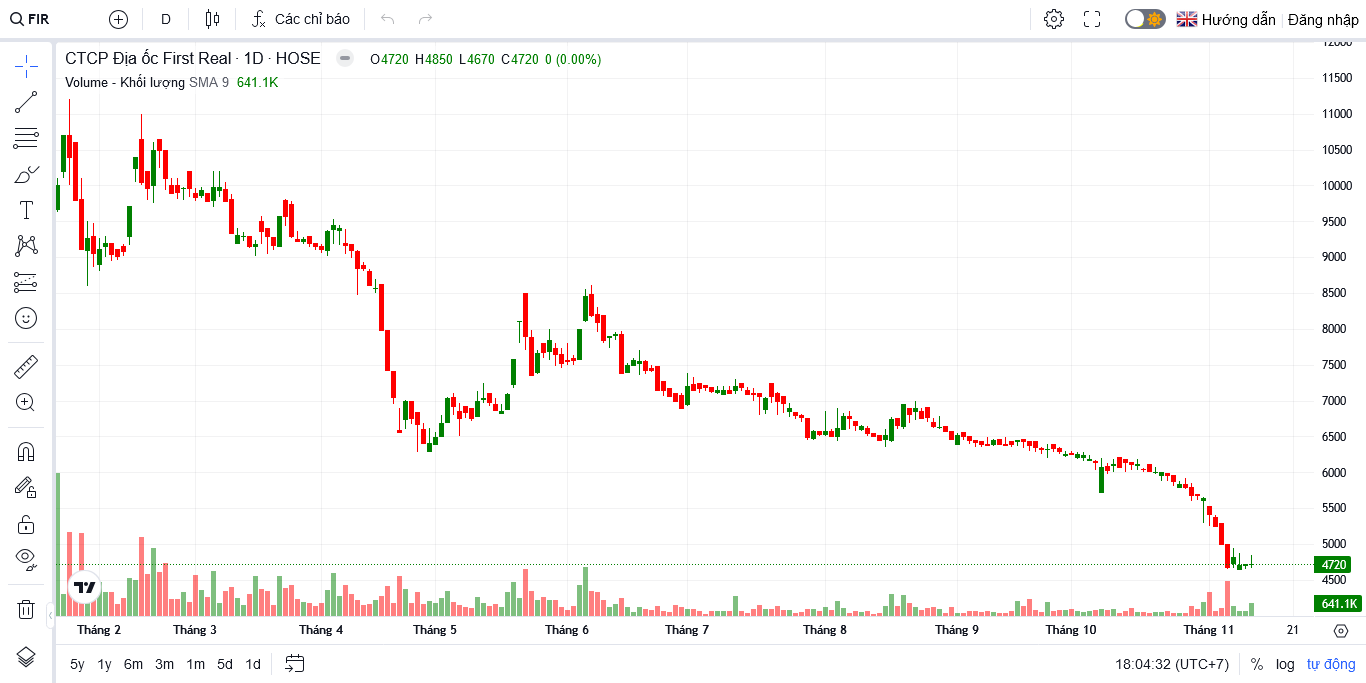 FIR D Các chỉ báo Hướng dẫn Đăng nhập
CTCP Địa ốc First Real · 1D · HOSE O4720 H4850 L4670 C4720 0 (0.00%)
Volume - Khối lượng SMA 9 641.1K
12000
11500
11000
10500
10000
9500
9000
8500
8000
7500
7000
6500
6000
5500
5000
4720
4500
641.1K
Tháng 2 Tháng 3 Tháng 4 Tháng 5 Tháng 6 Tháng 7 Tháng 8 Tháng 9 Tháng 10 Tháng 11 21
5y 1y 6m 3m 1m 5d 1d 18:04:32 (UTC+7) % log tự động